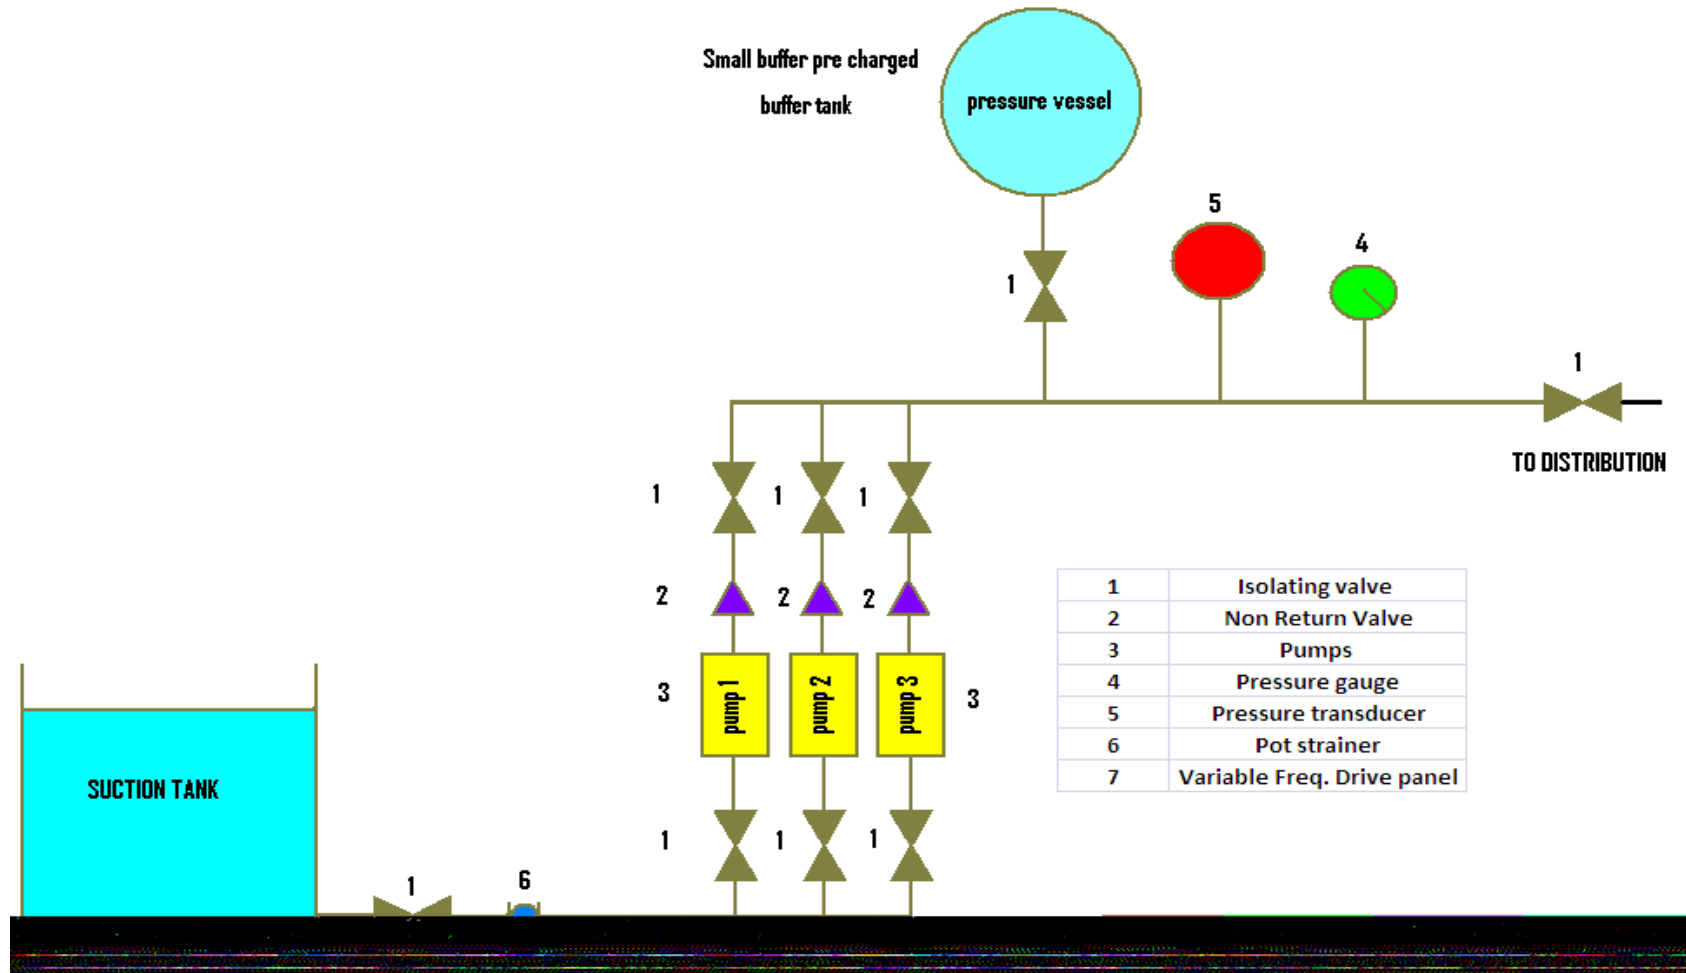 Small buffer pre charged
buffer tank
pressure vessel
5
4
1
1
TO DISTRIBUTION
1 1 1
2 2 2
3 pump 1 pump 2 pump 3 3
1 1 1
SUCTION TANK
1 6
1 Isolating valve
2 Non Return Valve
3 Pumps
4 Pressure gauge
5 Pressure transducer
6 Pot strainer
7 Variable Freq. Drive panel